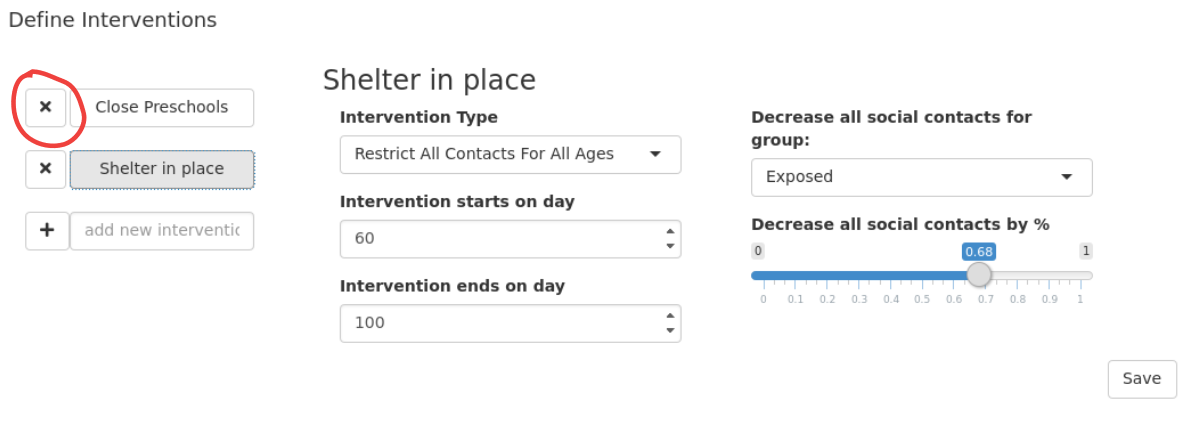 Define Interventions
Close Preschools
Shelter in place
add new interventic
Shelter in place
Intervention Type
Restrict All Contacts For All Ages
Intervention starts on day
60
Intervention ends on day
100
Decrease all social contacts for
group:
Exposed
Decrease all social contacts by %
0 0.68 1
0 0.1 0.2 0.3 0.4 0.5 0.6 0.7 0.8 0.9 1
Save